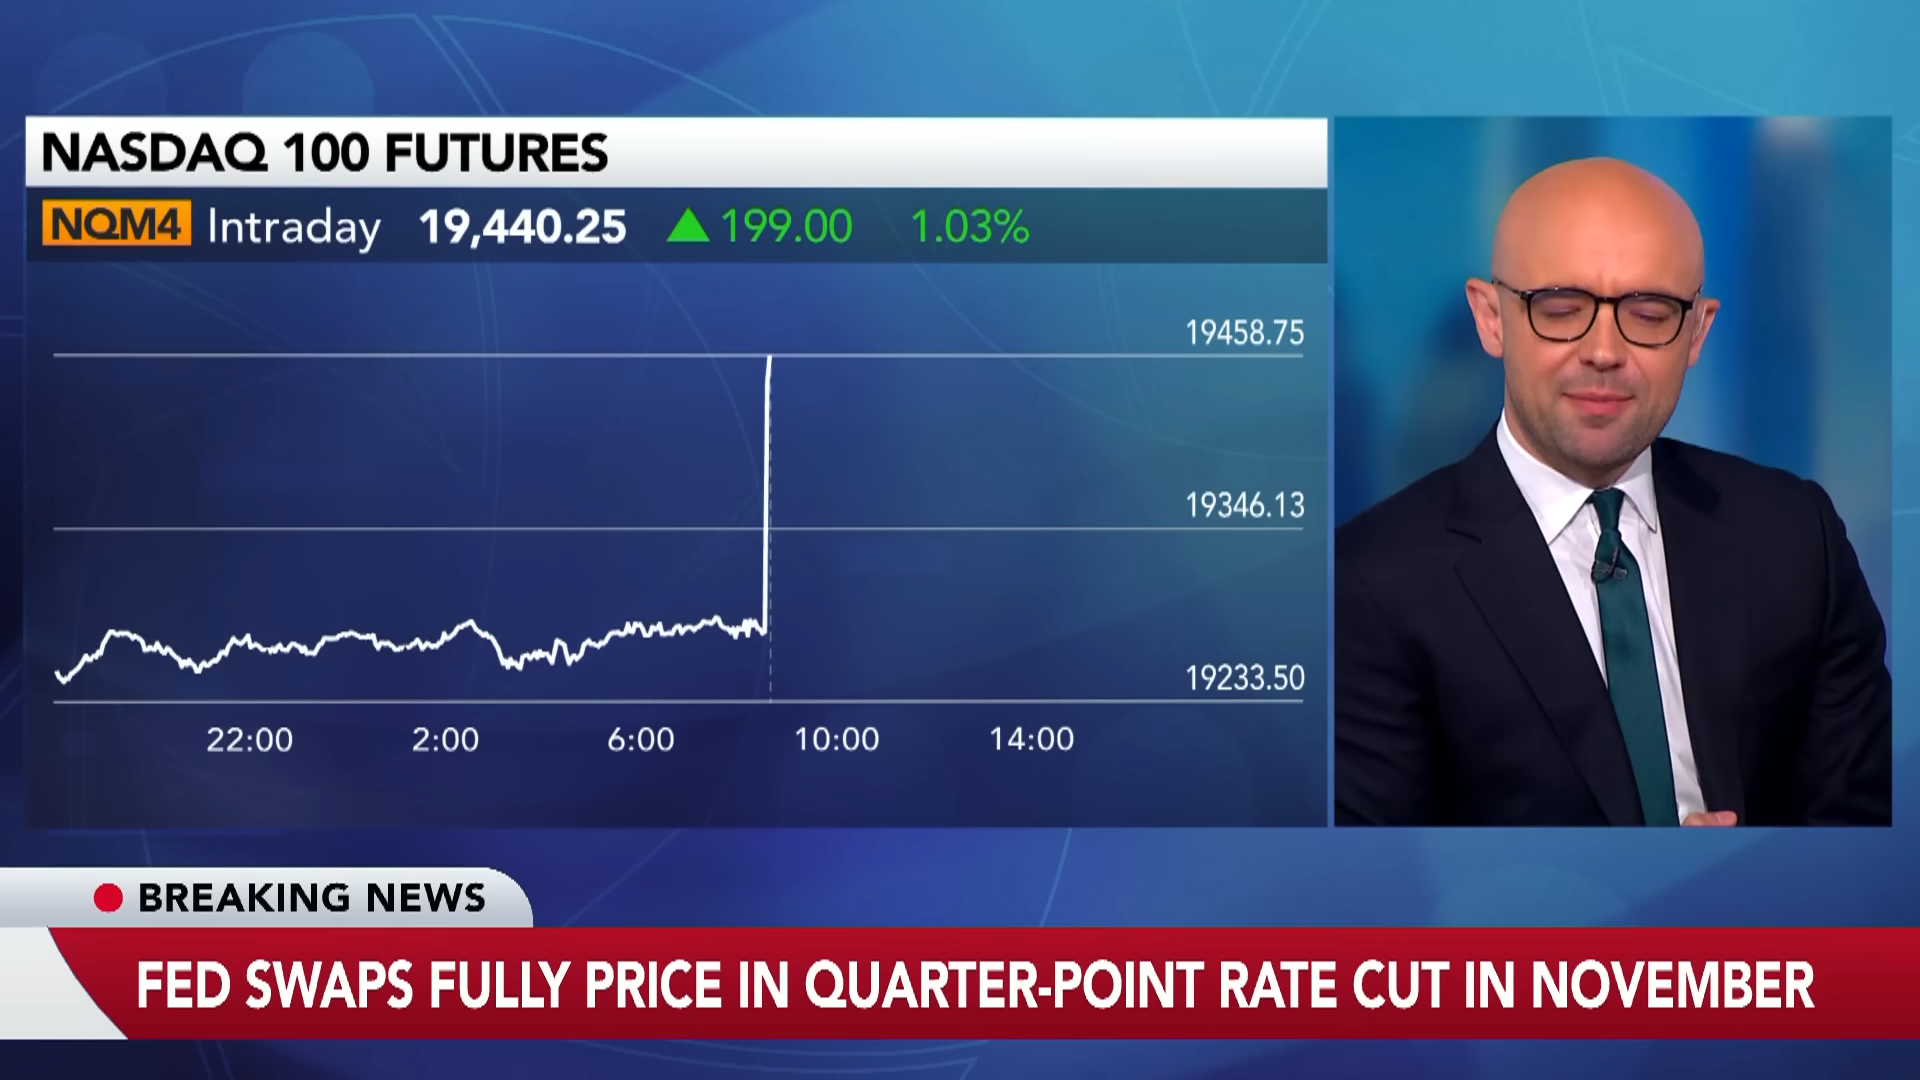 NASDAQ 100 FUTURES
NQM4 Intraday 19,440.25 ▲ 199.00 1.03%
19458.75
19346.13
19233.50
22:00 2:00 6:00 10:00 14:00
BREAKING NEWS
FED SWAPS FULLY PRICE IN QUARTER-POINT RATE CUT IN NOVEMBER